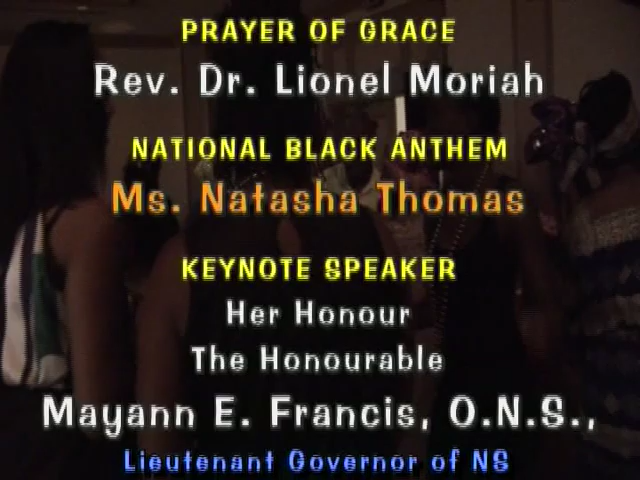 PRAYER OF GRACE
Rev. Dr. Lionel Moriah
NATIONAL BLACK ANTHEM
Ms. Natasha Thomas
KEYNOTE SPEAKER
Her Honour
The Honourable
Mayann E. Francis, O.N.S.,
Lieutenant Governor of NS